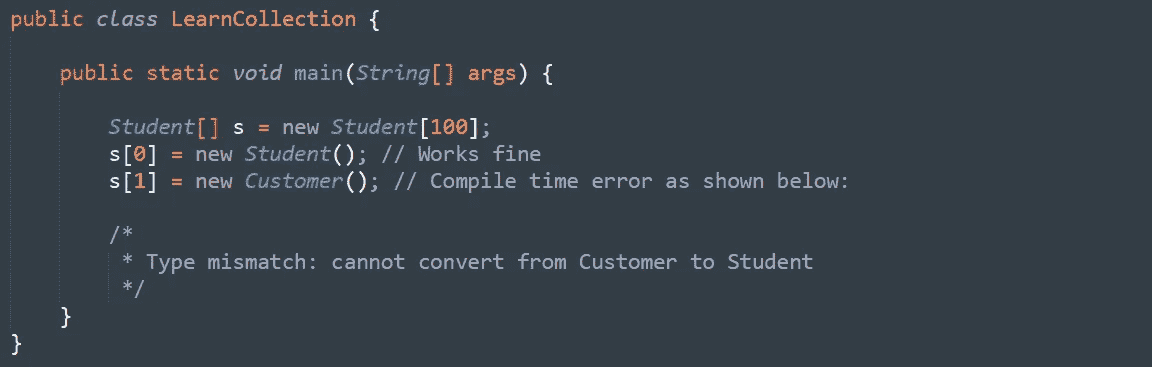 public class LearnCollection {
public static void main(String[] args) {
Student[] s = new Student[100];
s[0] = new Student(); // Works fine
s[1] = new Customer(); // Compile time error as shown below:
/*
* Type mismatch: cannot convert from Customer to Student
*/
}
}